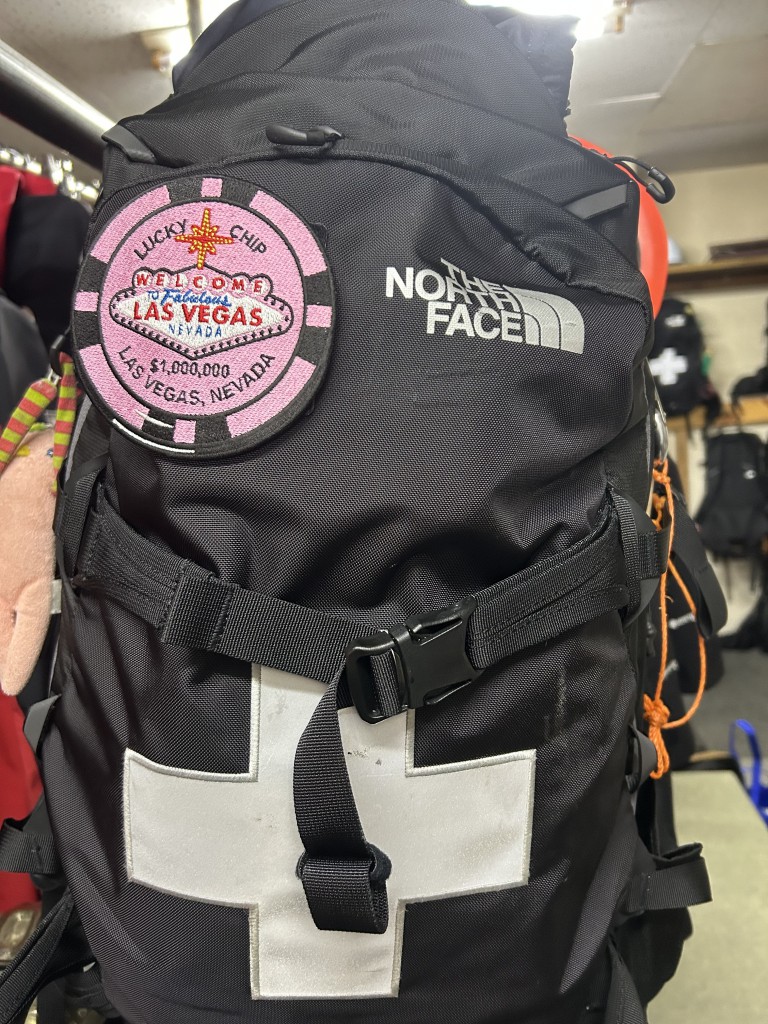 LUCKY CHIP
WELCOME
TO Fabulous
LAS VEGAS
NEVADA
$1,000,000
LAS VEGAS, NEVADA
THE
NORTH
FACE